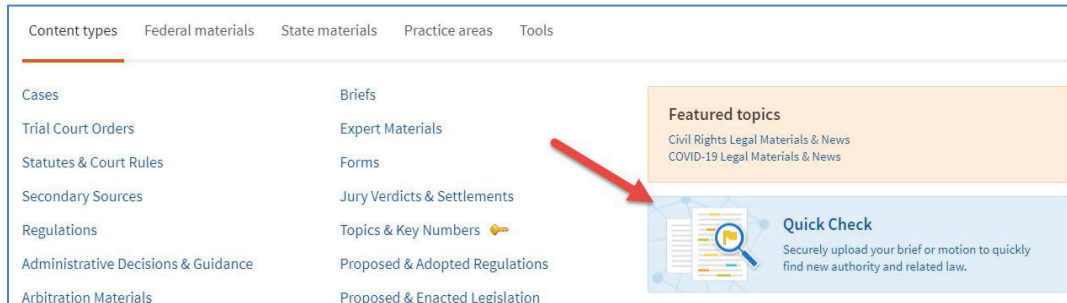 Content types Federal materials State materials Practice areas Tools
Cases
Trial Court Orders
Statutes & Court Rules
Secondary Sources
Regulations
Administrative Decisions & Guidance
Arbitration Materials
Briefs
Expert Materials
Forms
Jury Verdicts & Settlements
Topics & Key Numbers
Proposed & Adopted Regulations
Proposed & Enacted Legislation
Featured topics
Civil Rights Legal Materials & News
COVID-19 Legal Materials & News
Quick Check
Securely upload your brief or motion to quickly
find new authority and related law.